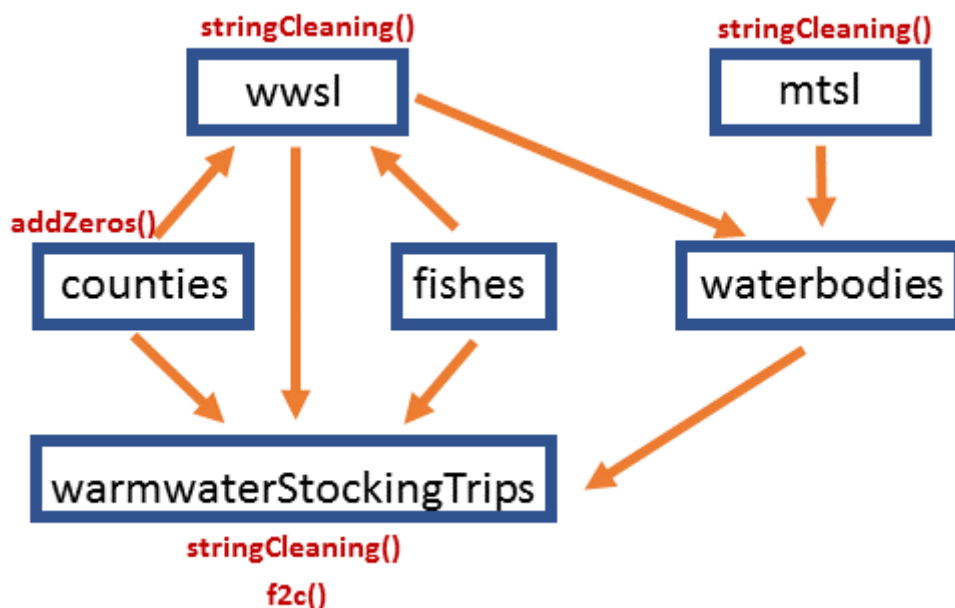 stringCleaning()
stringCleaning()
wwsl
mtsl
addZeros()
counties
fishes
waterbodies
warmwaterStockingTrips
stringCleaning()
f2c()